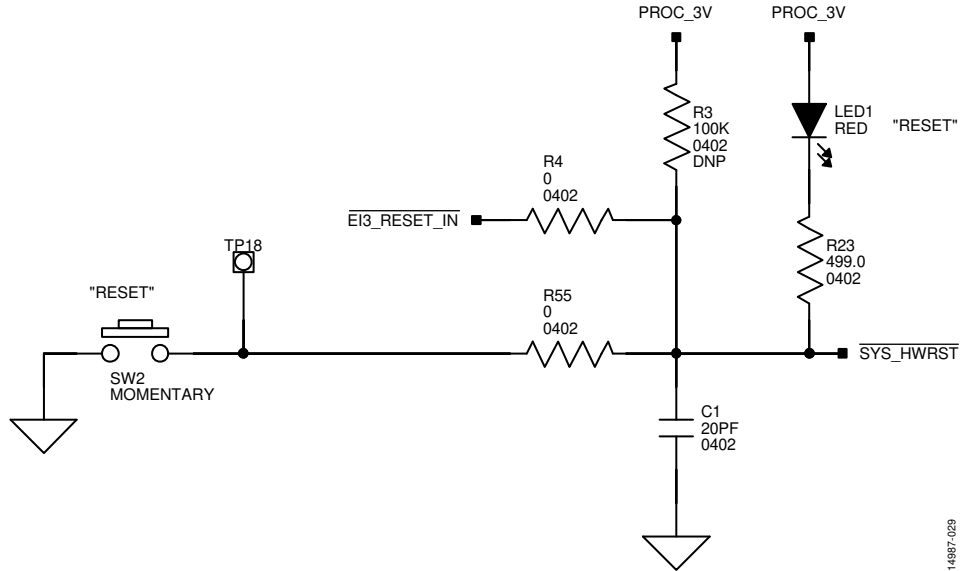 PROC_3V
PROC_3V
R3
100K
0402
DNP
LED1
RED
"RESET"
R4
0
0402
EI3_RESET_IN
TP18
R23
499.0
0402
"RESET"
R55
0
0402
SYS_HWRST
SW2
MOMENTARY
C1
20PF
0402
14987-029